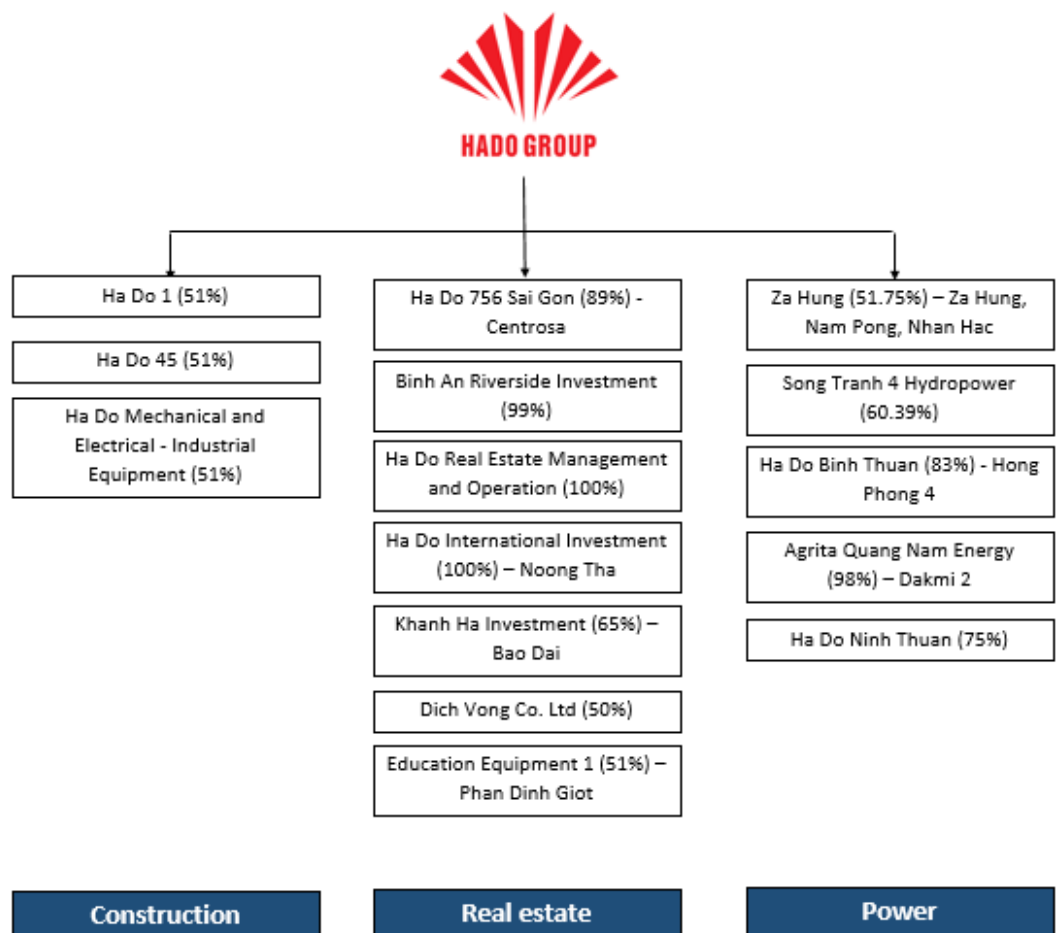 HADO GROUP
Ha Do 1 (51%)
Ha Do 45 (51%)
Ha Do Mechanical and
Electrical - Industrial
Equipment (51%)
Ha Do 756 Sai Gon (89%) -
Centrosa
Binh An Riverside Investment
(99%)
Ha Do Real Estate Management
and Operation (100%)
Ha Do International Investment
(100%) – Noong Tha
Khanh Ha Investment (65%) –
Bao Dai
Dich Vong Co. Ltd (50%)
Education Equipment 1 (51%) –
Phan Dinh Giot
Za Hung (51.75%) – Za Hung,
Nam Pong, Nhan Hac
Song Tranh 4 Hydropower
(60.39%)
Ha Do Binh Thuan (83%) - Hong
Phong 4
Agrita Quang Nam Energy
(98%) – Dakmi 2
Ha Do Ninh Thuan (75%)
Construction
Real estate
Power